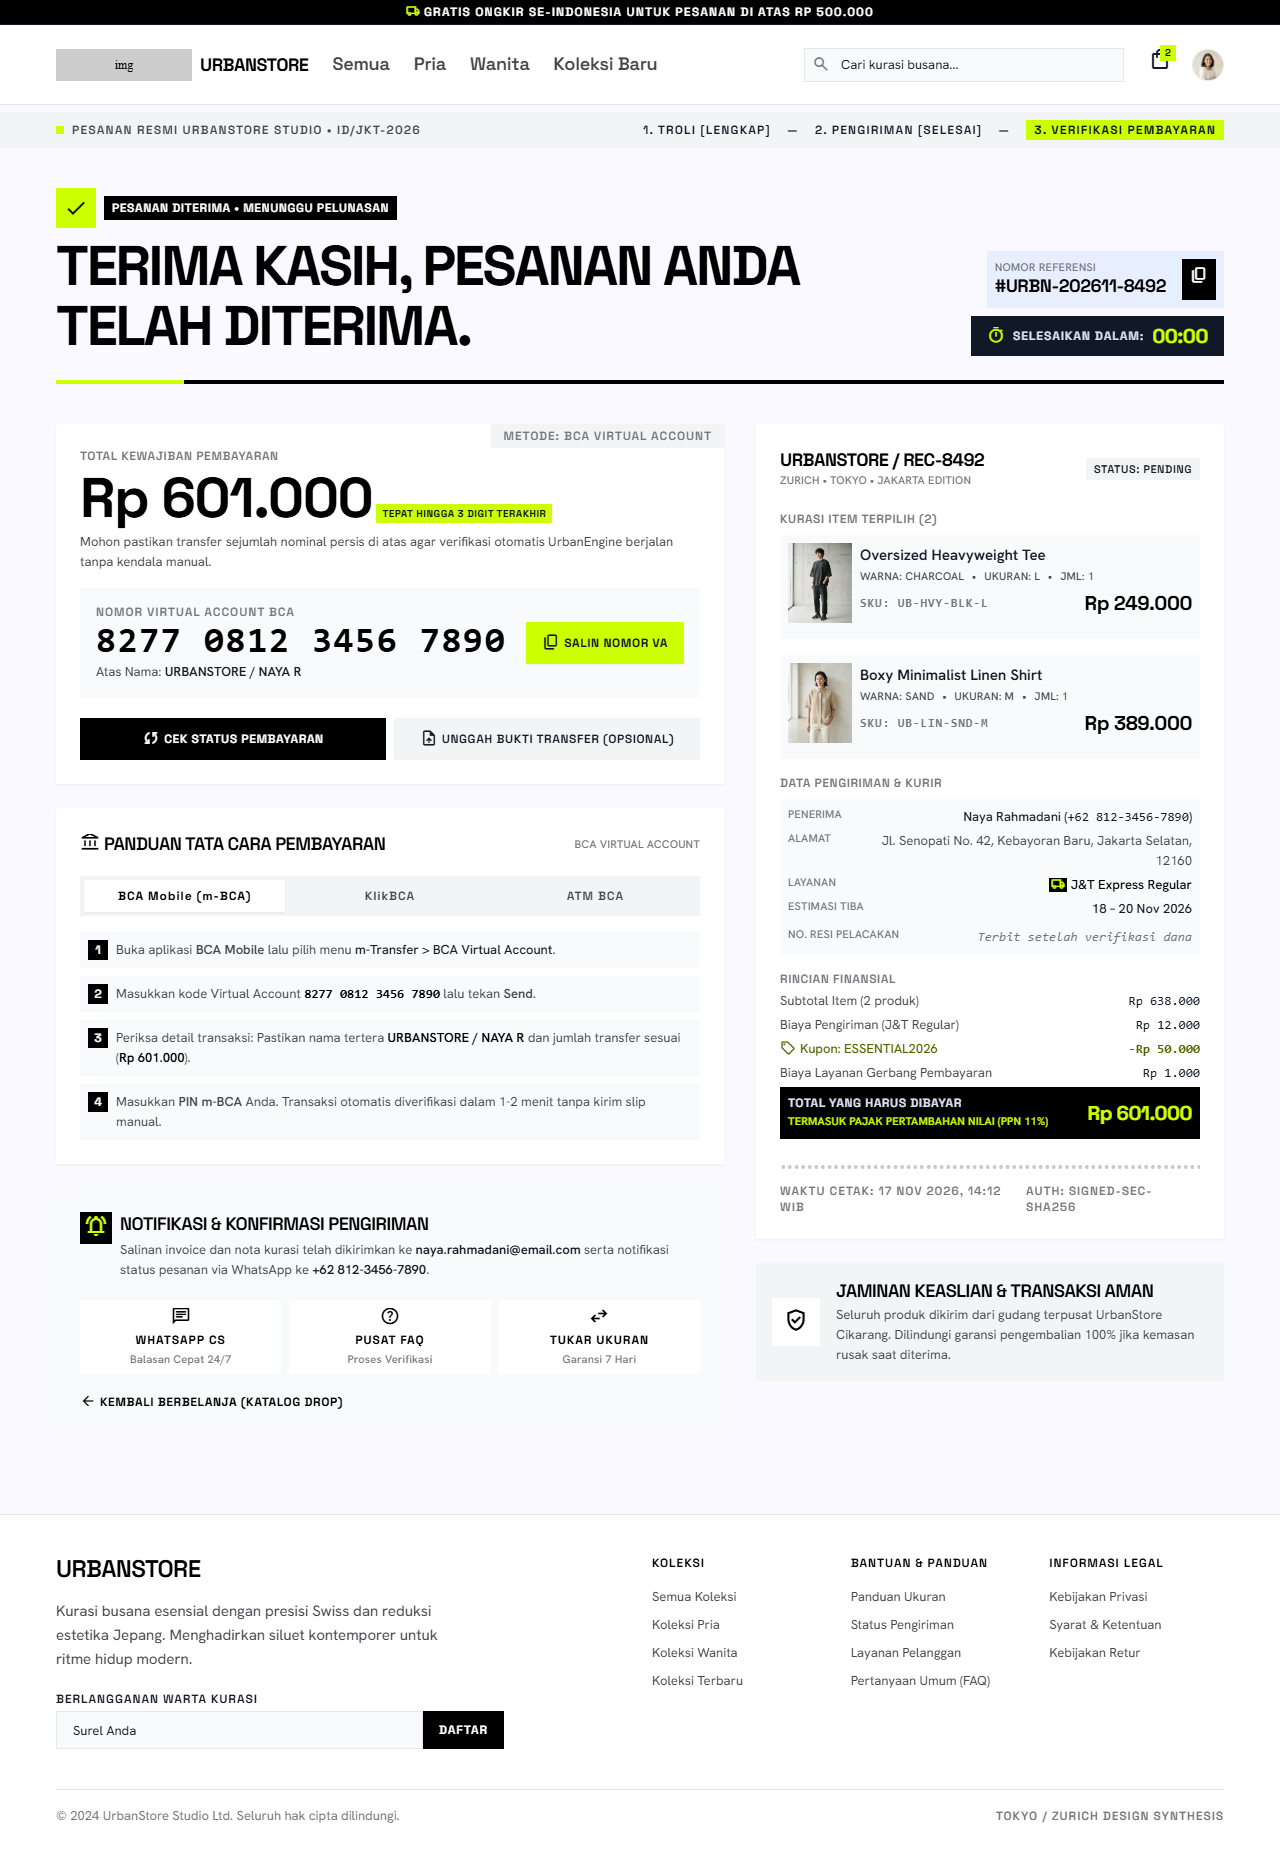 GRATIS ONGKIR SE-INDONESIA UNTUK PESANAN DI ATAS RP 500.000
img
URBANSTORE
Semua
Pria
Wanita
Koleksi Baru
Cari kurasi busana...
2
PESANAN RESMI URBANSTORE STUDIO • ID/JKT-2026
1. TROLI [LENGKAP] — 2. PENGIRIMAN [SELESAI] — 3. VERIFIKASI PEMBAYARAN
PESANAN DITERIMA • MENUNGGU PELUNASAN
TERIMA KASIH, PESANAN ANDA
TELAH DITERIMA.
NOMOR REFERENSI
#URBN-202611-8492
SELESAIKAN DALAM: 00:00
METODE: BCA VIRTUAL ACCOUNT
TOTAL KEWAJIBAN PEMBAYARAN
Rp 601.000
TEPAT HINGGA 3 DIGIT TERAKHIR
Mohon pastikan transfer sejumlah nominal persis di atas agar verifikasi otomatis UrbanEngine berjalan
tanpa kendala manual.
NOMOR VIRTUAL ACCOUNT BCA
8277 0812 3456 7890
Atas Nama: URBANSTORE / NAYA R
SALIN NOMOR VA
CEK STATUS PEMBAYARAN
UNGGAH BUKTI TRANSFER (OPSIONAL)
PANDUAN TATA CARA PEMBAYARAN
BCA VIRTUAL ACCOUNT
BCA Mobile (m-BCA)
KlikBCA
ATM BCA
1 Buka aplikasi BCA Mobile lalu pilih menu m-Transfer > BCA Virtual Account.
2 Masukkan kode Virtual Account 8277 0812 3456 7890 lalu tekan Send.
3 Periksa detail transaksi: Pastikan nama tertera URBANSTORE / NAYA R dan jumlah transfer sesuai
(Rp 601.000).
4 Masukkan PIN m-BCA Anda. Transaksi otomatis diverifikasi dalam 1-2 menit tanpa kirim slip
manual.
NOTIFIKASI & KONFIRMASI PENGIRIMAN
Salinan invoice dan nota kurasi telah dikirimkan ke naya.rahmadani@email.com serta notifikasi
status pesanan via WhatsApp ke +62 812-3456-7890.
WHATSAPP CS
Balasan Cepat 24/7
PUSAT FAQ
Proses Verifikasi
TUKAR UKURAN
Garansi 7 Hari
KEMBALI BERBELANJA (KATALOG DROP)
URBANSTORE / REC-8492
ZURICH • TOKYO • JAKARTA EDITION
STATUS: PENDING
KURASI ITEM TERPILIH (2)
Oversized Heavyweight Tee
WARNA: CHARCOAL • UKURAN: L • JML: 1
SKU: UB-HVY-BLK-L
Rp 249.000
Boxy Minimalist Linen Shirt
WARNA: SAND • UKURAN: M • JML: 1
SKU: UB-LIN-SND-M
Rp 389.000
DATA PENGIRIMAN & KURIR
PENERIMA
Naya Rahmadani (+62 812-3456-7890)
ALAMAT
Jl. Senopati No. 42, Kebayoran Baru, Jakarta Selatan,
12160
LAYANAN
J&T Express Regular
ESTIMASI TIBA
18 – 20 Nov 2026
NO. RESI PELACAKAN
Terbit setelah verifikasi dana
RINCIAN FINANSIAL
Subtotal Item (2 produk)
Rp 638.000
Biaya Pengiriman (J&T Regular)
Rp 12.000
Kupon: ESSENTIAL2026
-Rp 50.000
Biaya Layanan Gerbang Pembayaran
Rp 1.000
TOTAL YANG HARUS DIBAYAR
TERMASUK PAJAK PERTAMBAHAN NILAI (PPN 11%)
Rp 601.000
WAKTU CETAK: 17 NOV 2026, 14:12
WIB
AUTH: SIGNED-SEC-
SHA256
JAMINAN KEASLIAN & TRANSAKSI AMAN
Seluruh produk dikirim dari gudang terpusat UrbanStore
Cikarang. Dilindungi garansi pengembalian 100% jika kemasan
rusak saat diterima.
URBANSTORE
Kurasi busana esensial dengan presisi Swiss dan reduksi
estetika Jepang. Menghadirkan siluet kontemporer untuk
ritme hidup modern.
BERLANGGANAN WARTA KURASI
Surel Anda
DAFTAR
KOLEKSI
Semua Koleksi
Koleksi Pria
Koleksi Wanita
Koleksi Terbaru
BANTUAN & PANDUAN
Panduan Ukuran
Status Pengiriman
Layanan Pelanggan
Pertanyaan Umum (FAQ)
INFORMASI LEGAL
Kebijakan Privasi
Syarat & Ketentuan
Kebijakan Retur
© 2024 UrbanStore Studio Ltd. Seluruh hak cipta dilindungi.
TOKYO / ZURICH DESIGN SYNTHESIS